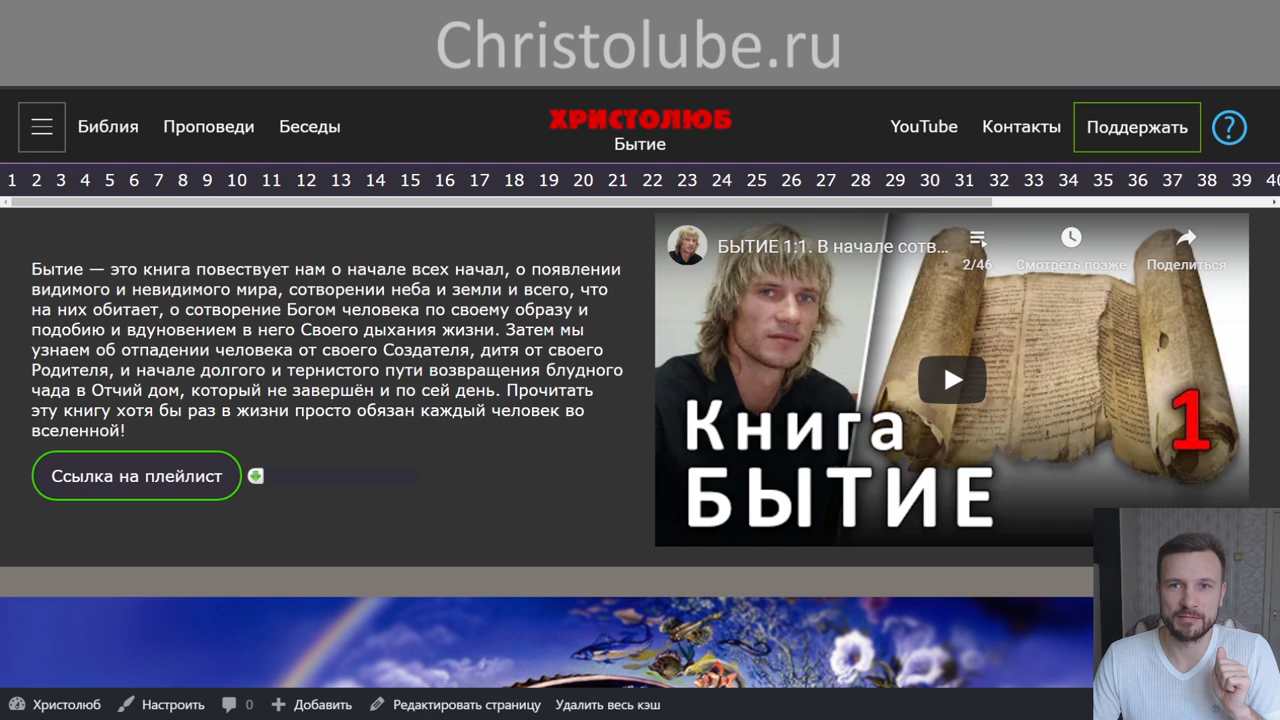 Christolube.ru
Библия Проповеди Беседы
ХРИСТОЛЮБ
Бытие
YouTube Контакты Поддержать ?
1 2 3 4 5 6 7 8 9 10 11 12 13 14 15 16 17 18 19 20 21 22 23 24 25 26 27 28 29 30 31 32 33 34 35 36 37 38 39 40
Бытие — это книга повествует нам о начале всех начал, о появлении
видимого и невидимого мира, сотворении неба и земли и всего, что
на них обитает, о сотворение Богом человека по своему образу и
подобию и вдуновением в него Своего дыхания жизни. Затем мы
узнаем об отпадении человека от своего Создателя, дитя от своего
Родителя, и начале долгого и тернистого пути возвращения блудного
чада в Отчий дом, который не завершён и по сей день. Прочитать
эту книгу хотя бы раз в жизни просто обязан каждый человек во
вселенной!
Ссылка на плейлист
БЫТИЕ 1:1. В начале сотв...
2/46 Смотреть позже Поделиться
Книга
БЫТИЕ
1
Христолюб Настроить 0 Добавить Редактировать страницу Удалить весь кэш